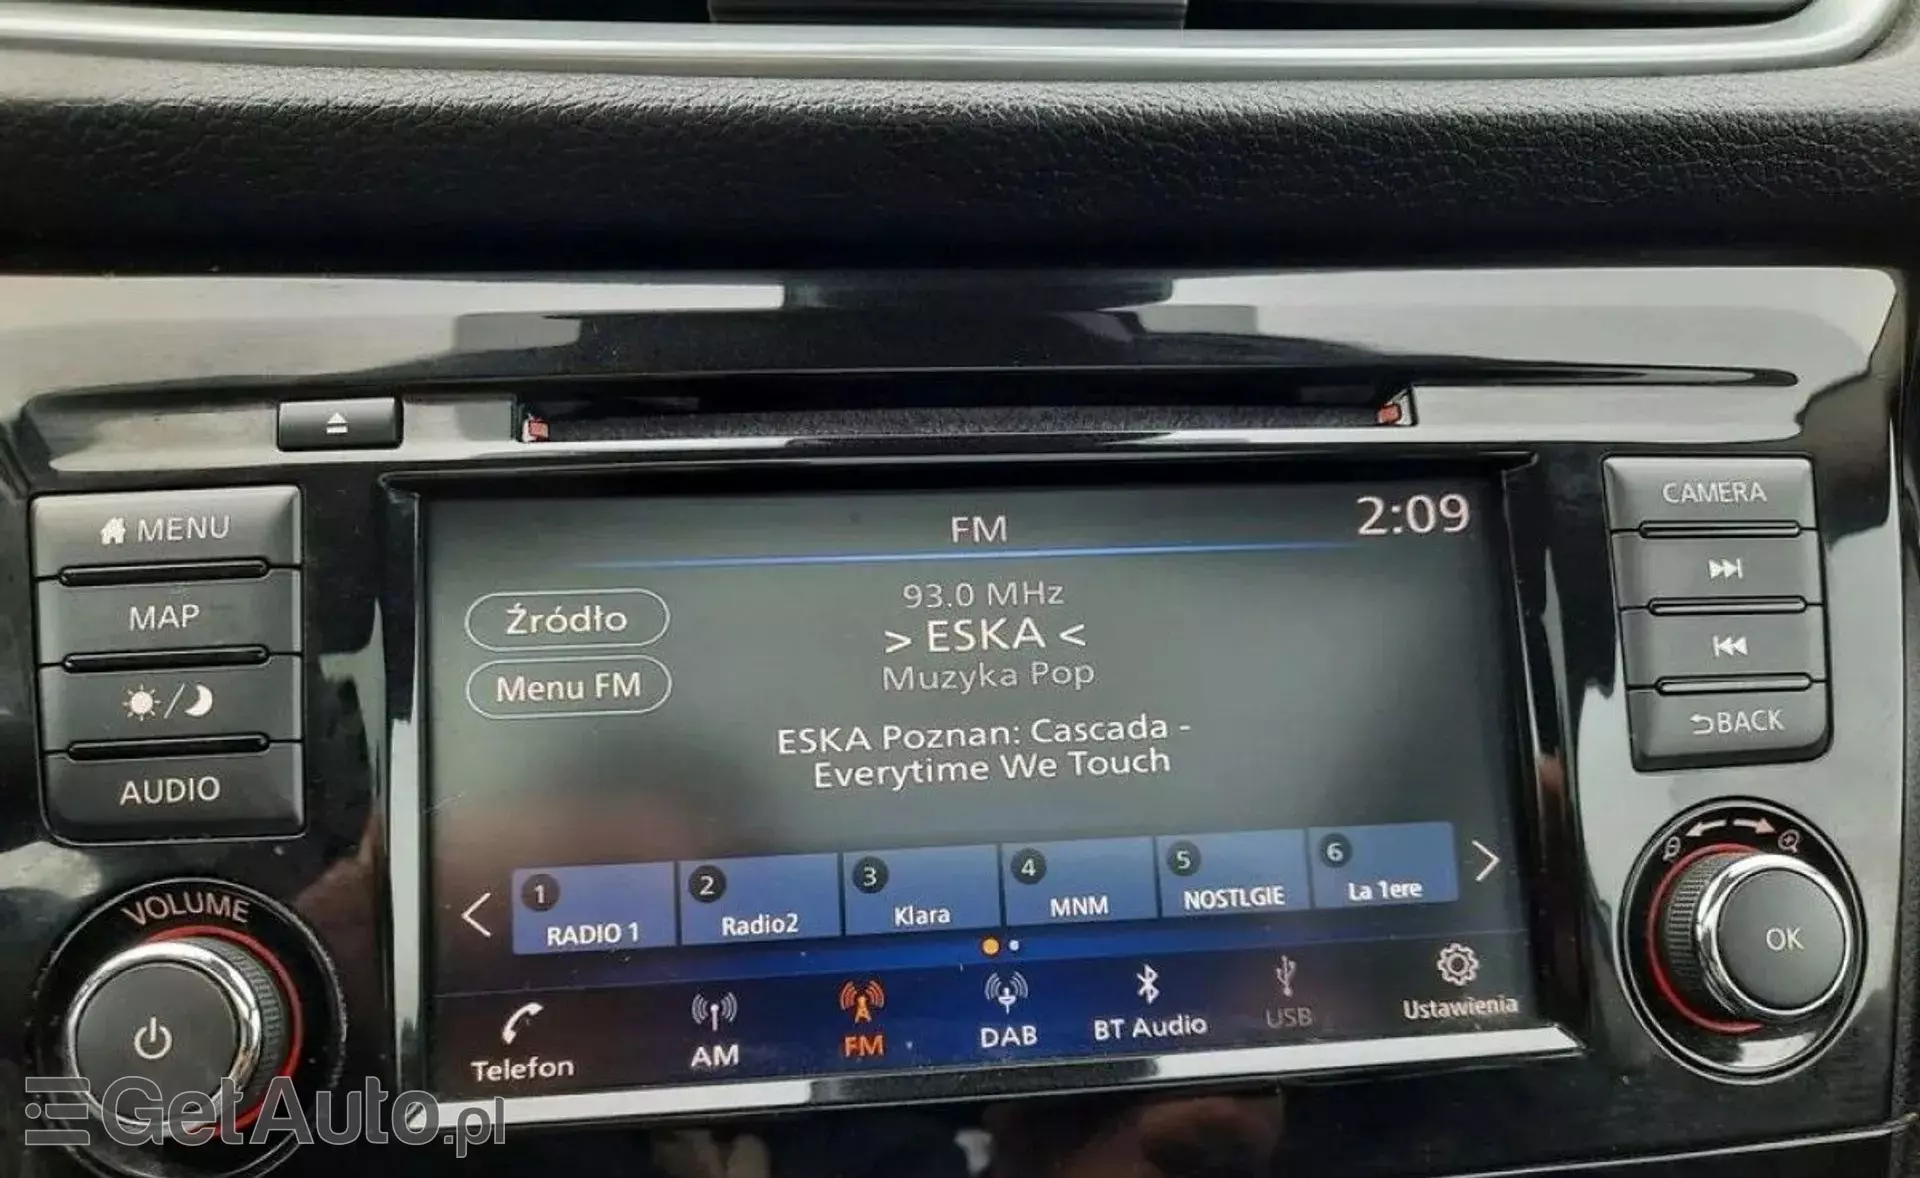 MENU
MAP
AUDIO
VOLUME
FM
2:09
Źródło
Menu FM
93.0 MHz
> ESKA <
Muzyka Pop
ESKA Poznan: Cascada -
Everytime We Touch
1 RADIO 1
2 Radio2
3 Klara
4 MNM
5 NOSTLGIE
6 La 1ere
Telefon
AM
FM
DAB
BT Audio
USB
Ustawienia
CAMERA
BACK
OK
GetAuto.pl